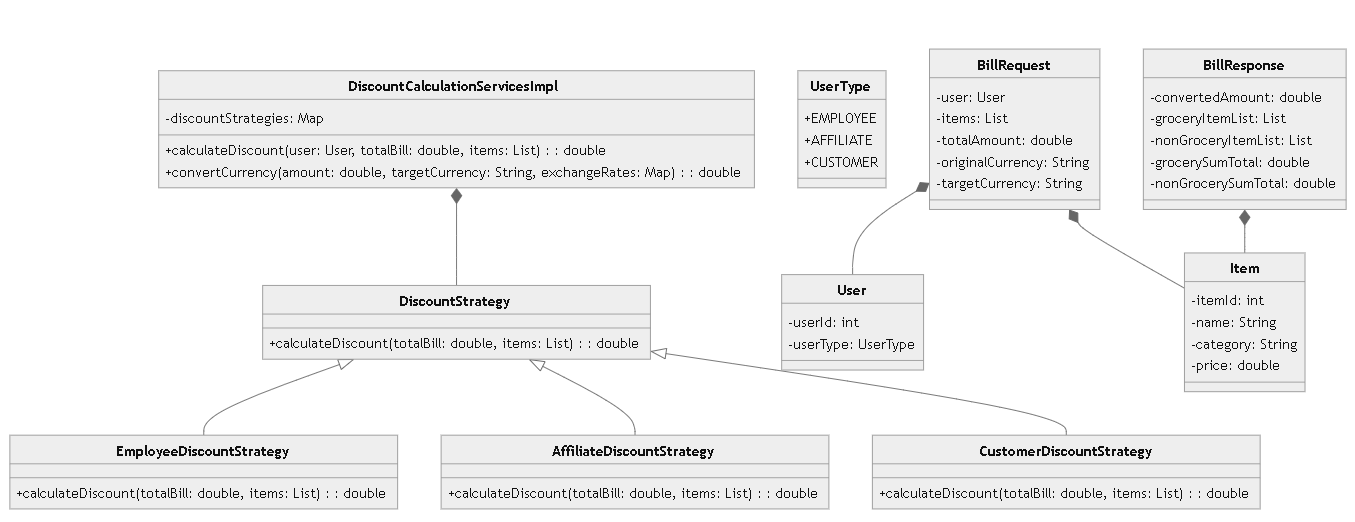 DiscountCalculationServicesImpl
-discountStrategies: Map
+calculateDiscount(user: User, totalBill: double, items: List) : : double
+convertCurrency(amount: double, targetCurrency: String, exchangeRates: Map) : : double
UserType
+EMPLOYEE
+AFFILIATE
+CUSTOMER
BillRequest
-user: User
-items: List
-totalAmount: double
-originalCurrency: String
-targetCurrency: String
BillResponse
-convertedAmount: double
-groceryItemList: List
-nonGroceryItemList: List
-grocerySumTotal: double
-nonGrocerySumTotal: double
DiscountStrategy
+calculateDiscount(totalBill: double, items: List) : : double
User
-userId: int
-userType: UserType
Item
-itemId: int
-name: String
-category: String
-price: double
EmployeeDiscountStrategy
+calculateDiscount(totalBill: double, items: List) : : double
AffiliateDiscountStrategy
+calculateDiscount(totalBill: double, items: List) : : double
CustomerDiscountStrategy
+calculateDiscount(totalBill: double, items: List) : : double